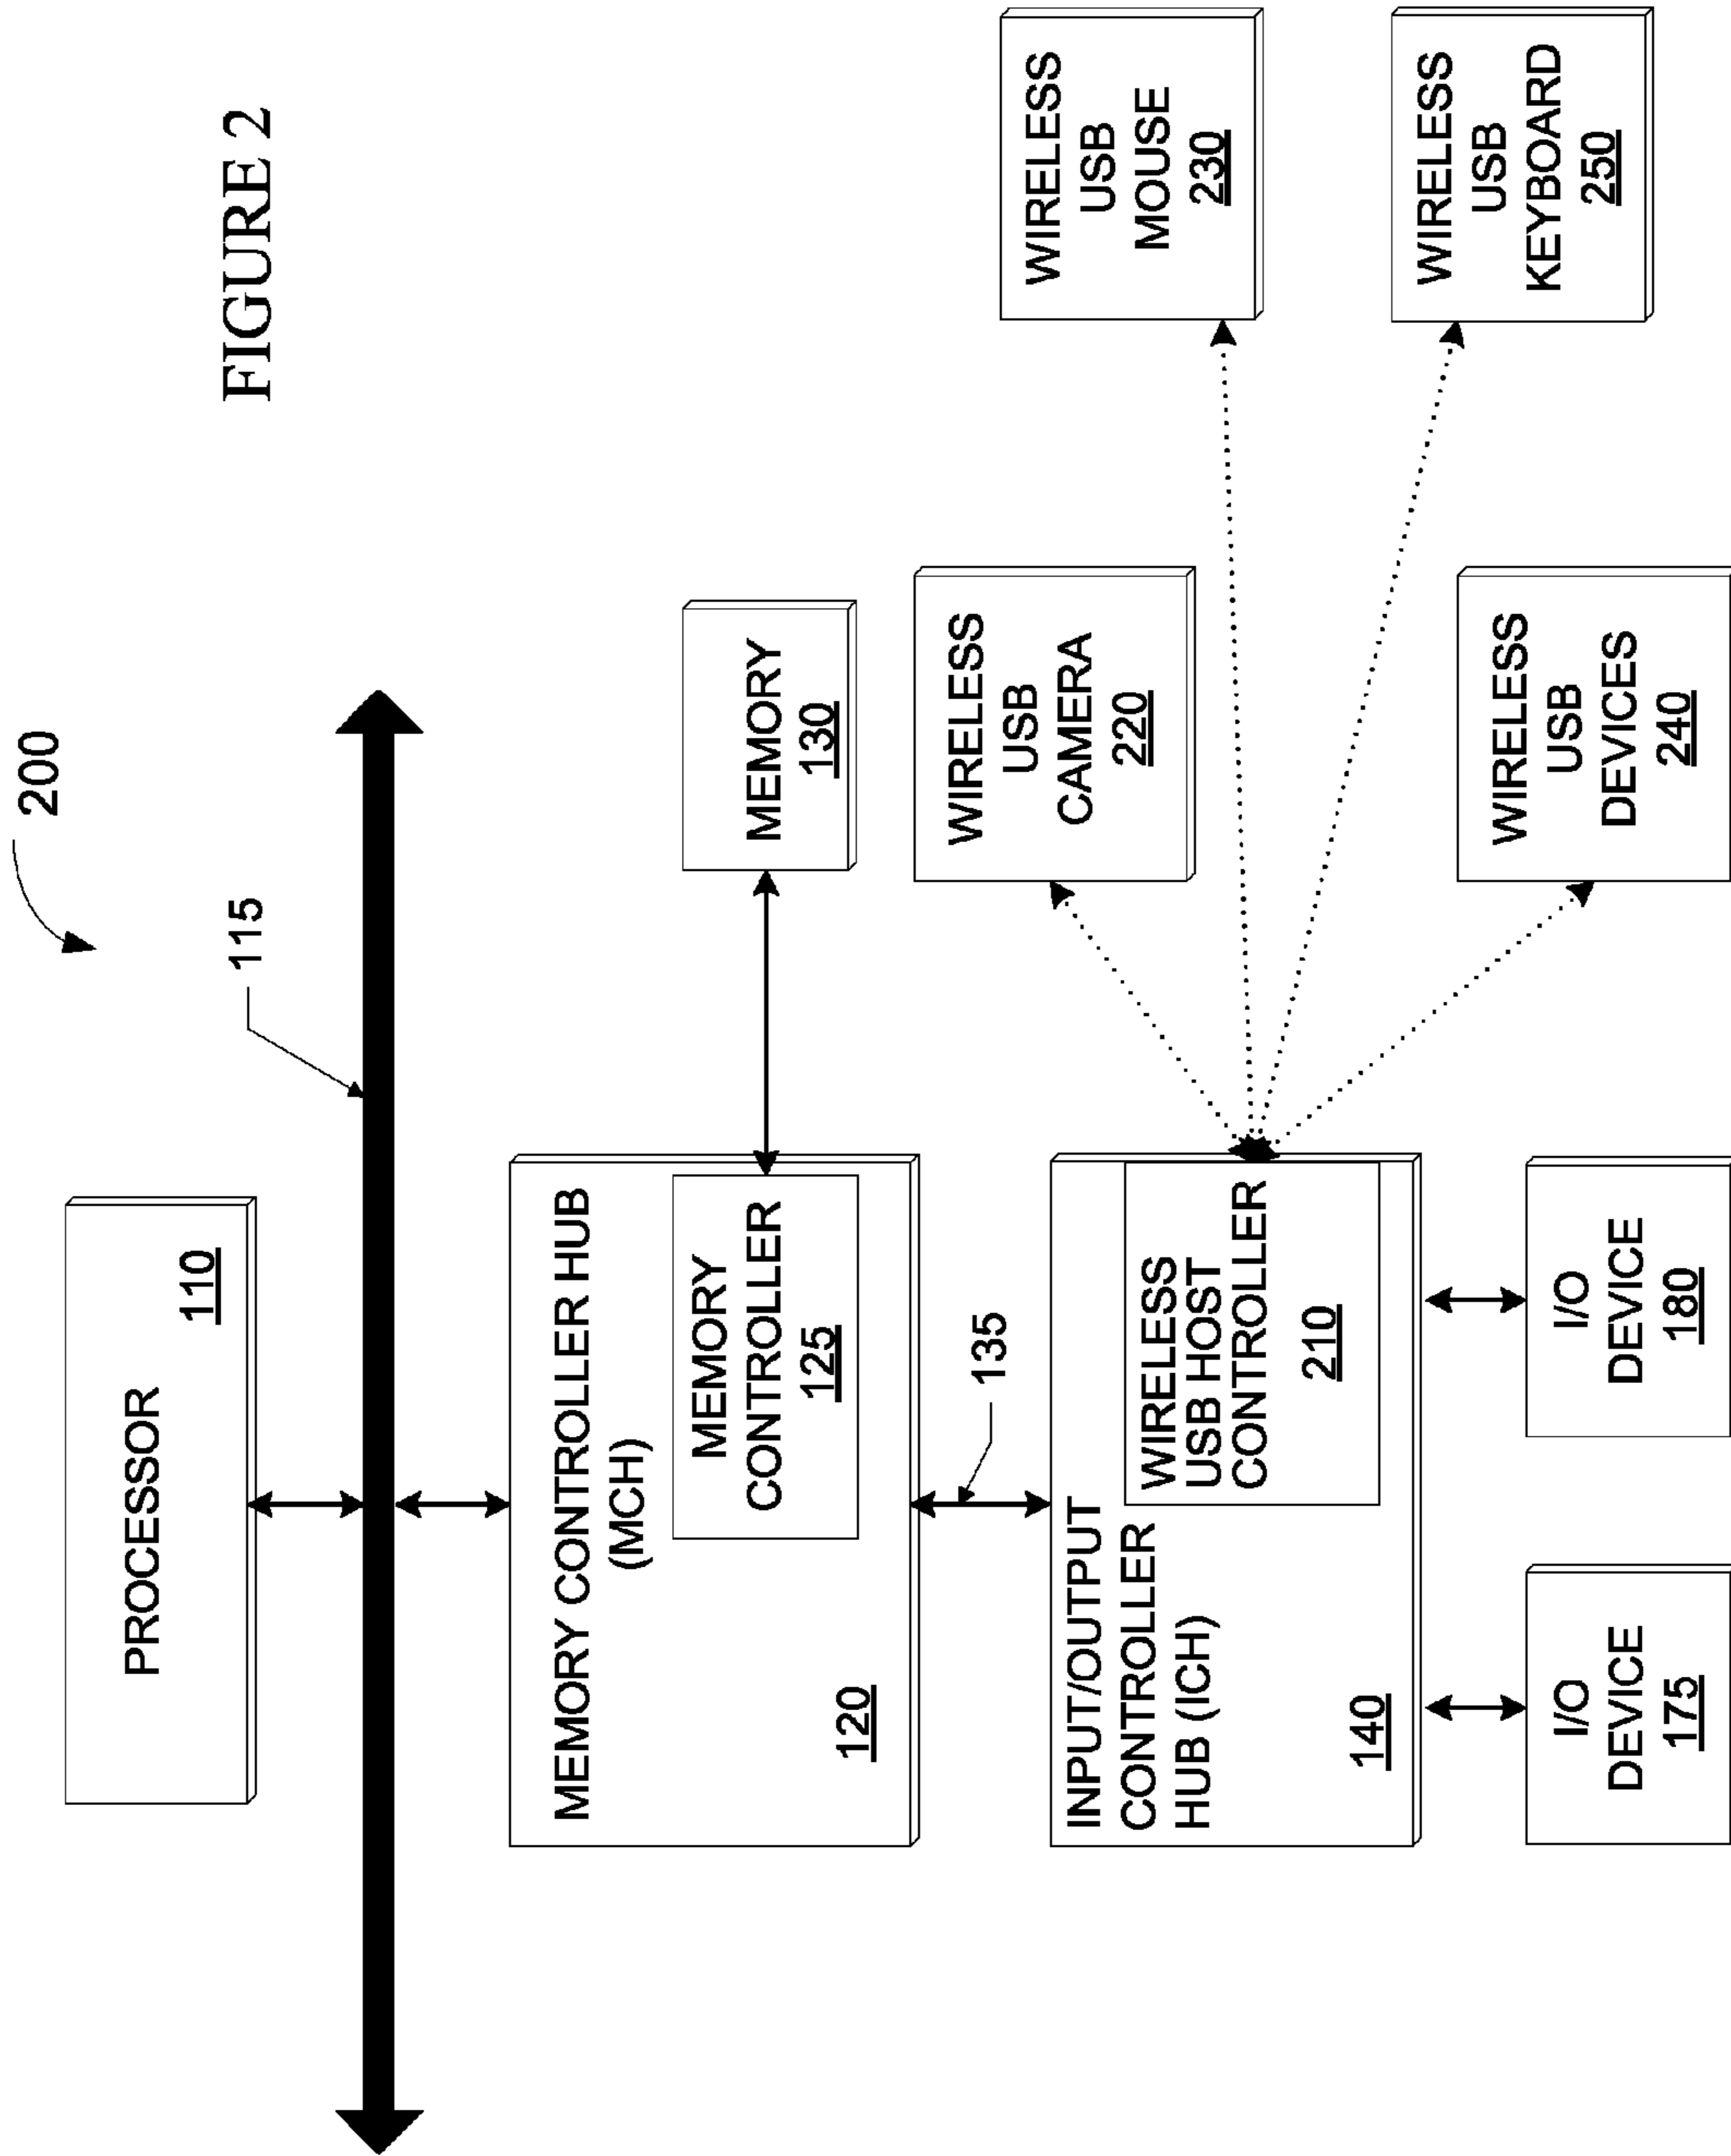 FIGURE 2
200
115
PROCESSOR
110
MEMORY CONTROLLER HUB
(MCH)
MEMORY
CONTROLLER
125
120
MEMORY
130
135
INPUT/OUTPUT
CONTROLLER
HUB (ICH)
140
WIRELESS
USB HOST
CONTROLLER
210
WIRELESS
USB
CAMERA
220
WIRELESS
USB
MOUSE
230
WIRELESS
USB
DEVICES
240
WIRELESS
USB
KEYBOARD
250
I/O
DEVICE
175
I/O
DEVICE
180